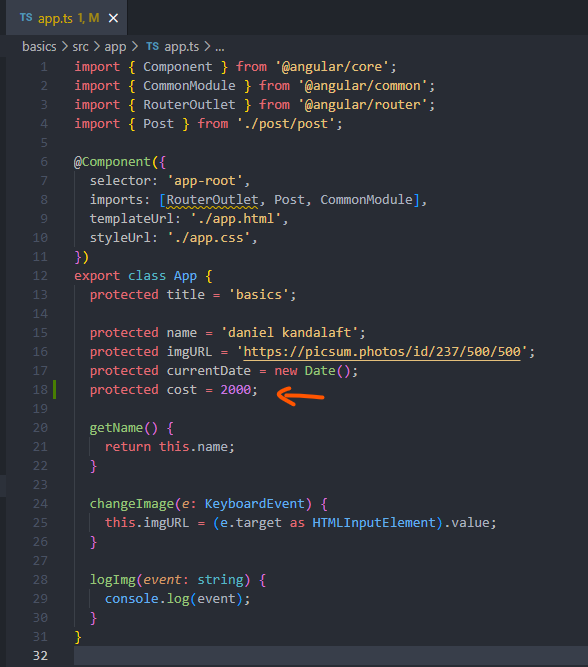 TS app.ts 1, M ×
basics > src > app > TS app.ts > ...
1 import { Component } from '@angular/core';
2 import { CommonModule } from '@angular/common';
3 import { RouterOutlet } from '@angular/router';
4 import { Post } from './post/post';
5
6 @Component({
7   selector: 'app-root',
8   imports: [RouterOutlet, Post, CommonModule],
9   templateUrl: './app.html',
10   styleUrl: './app.css',
11 })
12 export class App {
13   protected title = 'basics';
14
15   protected name = 'daniel kandalaft';
16   protected imgURL = 'https://picsum.photos/id/237/500/500';
17   protected currentDate = new Date();
18   protected cost = 2000;
19
20   getName() {
21     return this.name;
22   }
23
24   changeImage(e: KeyboardEvent) {
25     this.imgURL = (e.target as HTMLInputElement).value;
26   }
27
28   logImg(event: string) {
29     console.log(event);
30   }
31 }
32